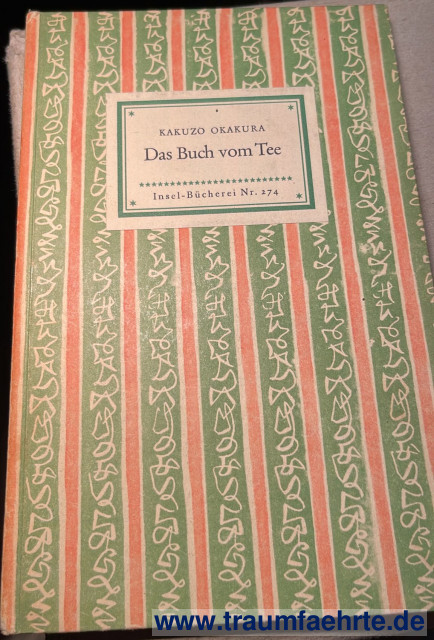 KAKUZO OKAKURA
Das Buch vom Tee
Insel-Bücherei Nr. 274
www.traumfaehrte.de